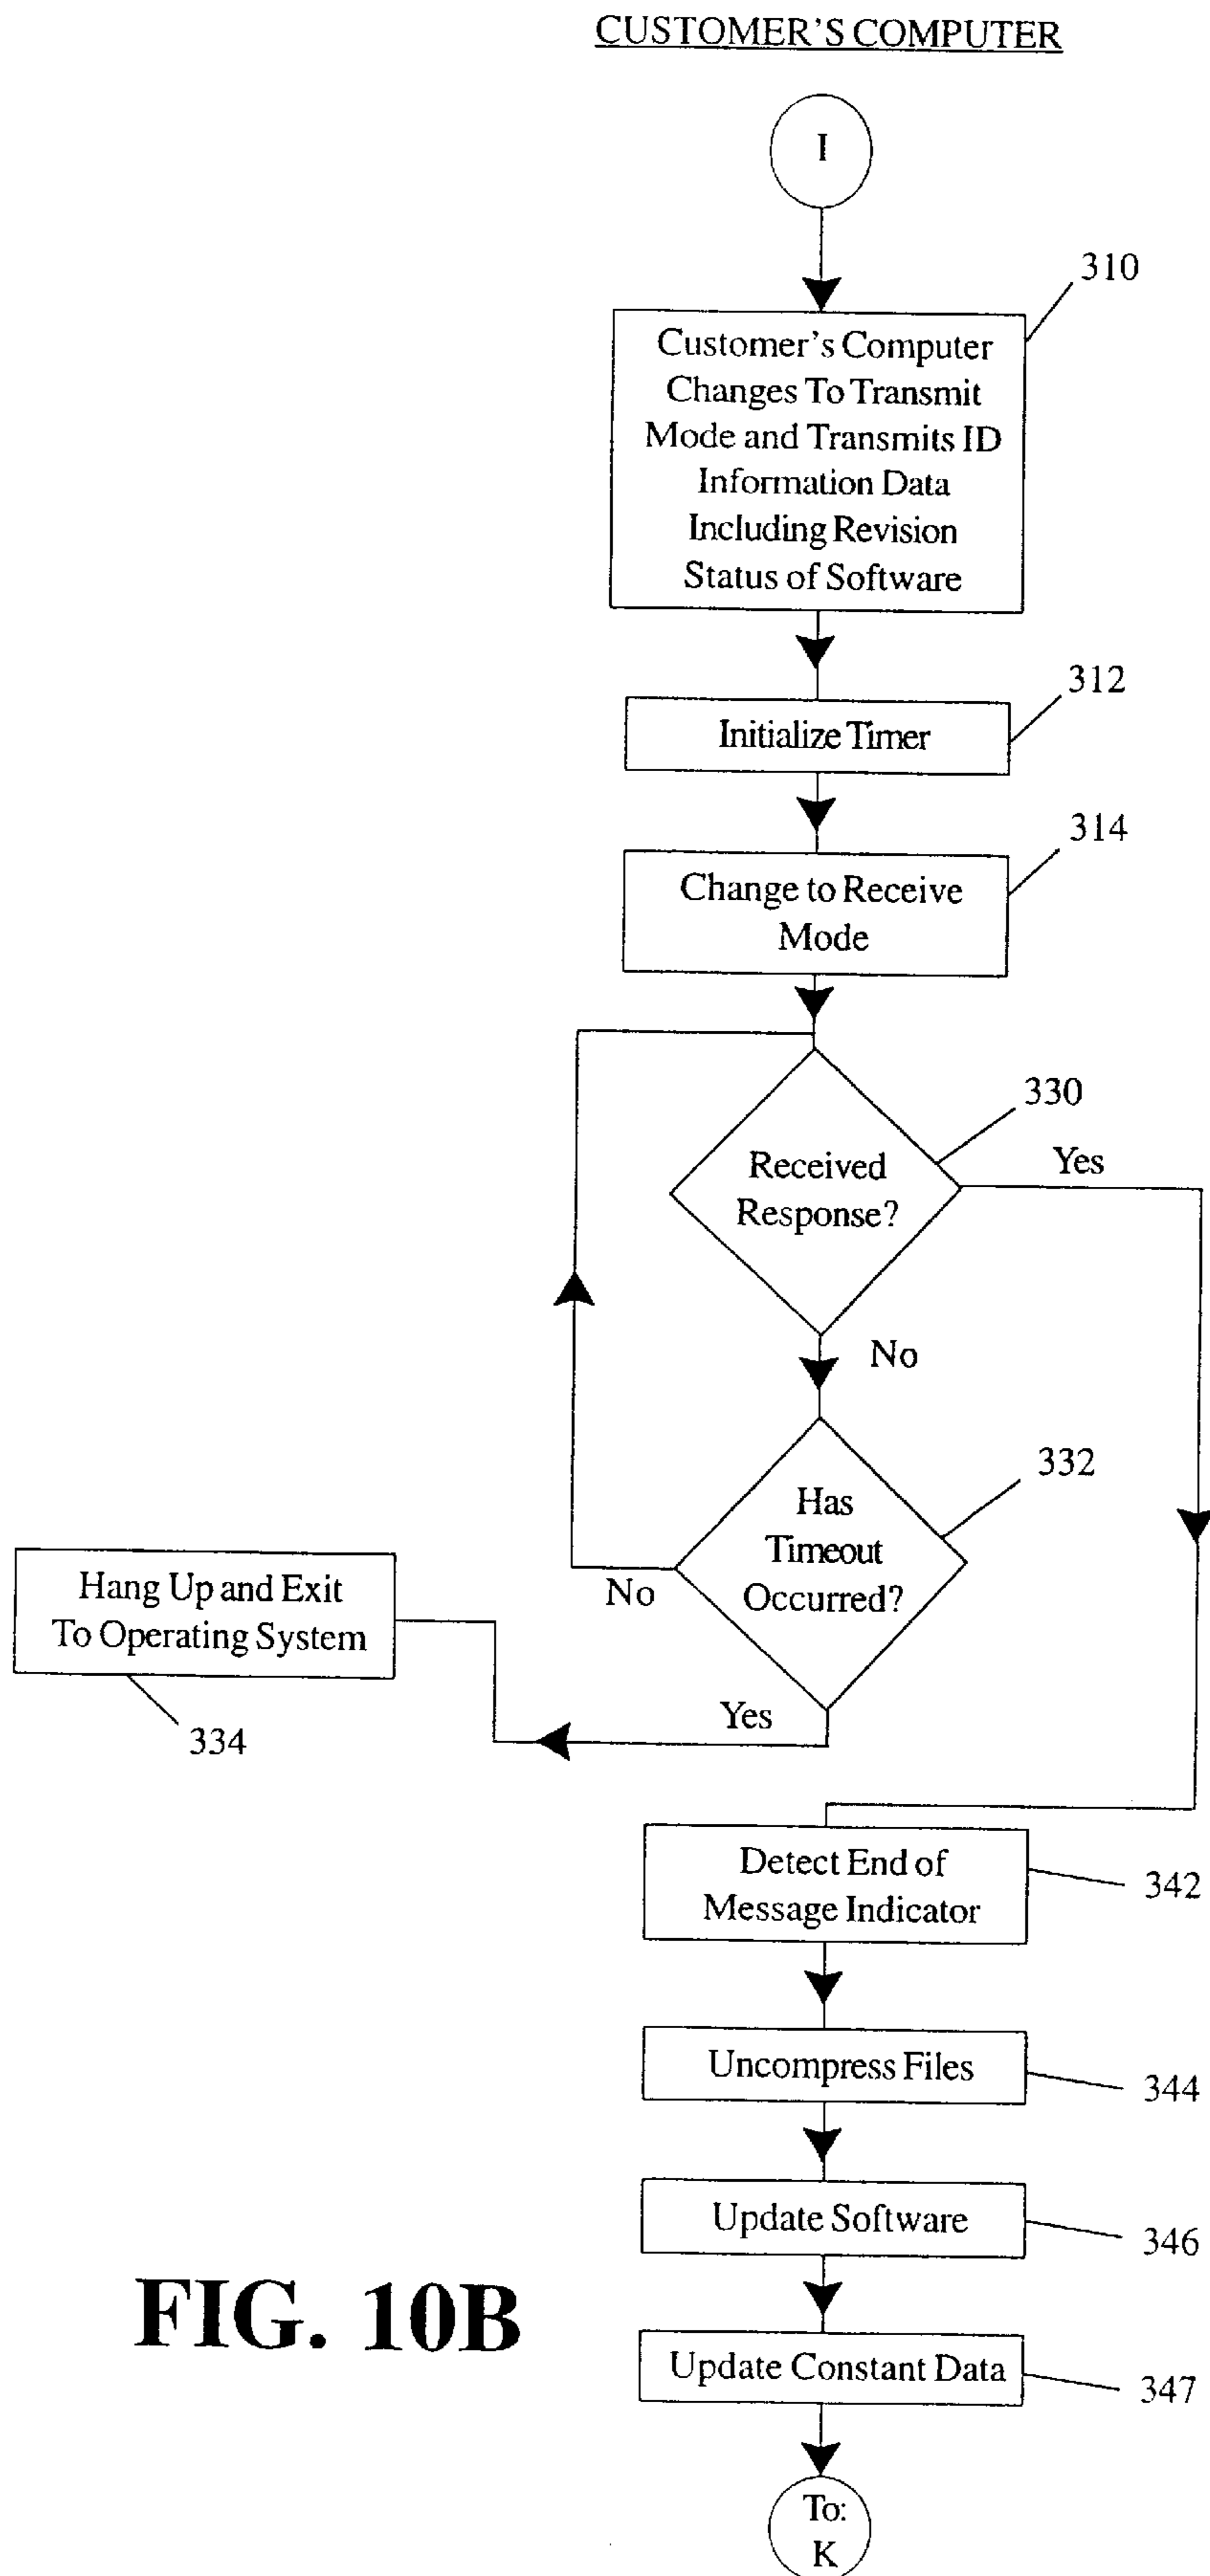 CUSTOMER'S COMPUTER
I
310
Customer's Computer
Changes To Transmit
Mode and Transmits ID
Information Data
Including Revision
Status of Software
312
Initialize Timer
314
Change to Receive
Mode
330
Received
Response?
Yes
No
332
Has
Timeout
Occurred?
No
Hang Up and Exit
To Operating System
334
Yes
Detect End of
Message Indicator
342
Uncompress Files
344
Update Software
346
FIG. 10B
Update Constant Data
347
To:
K